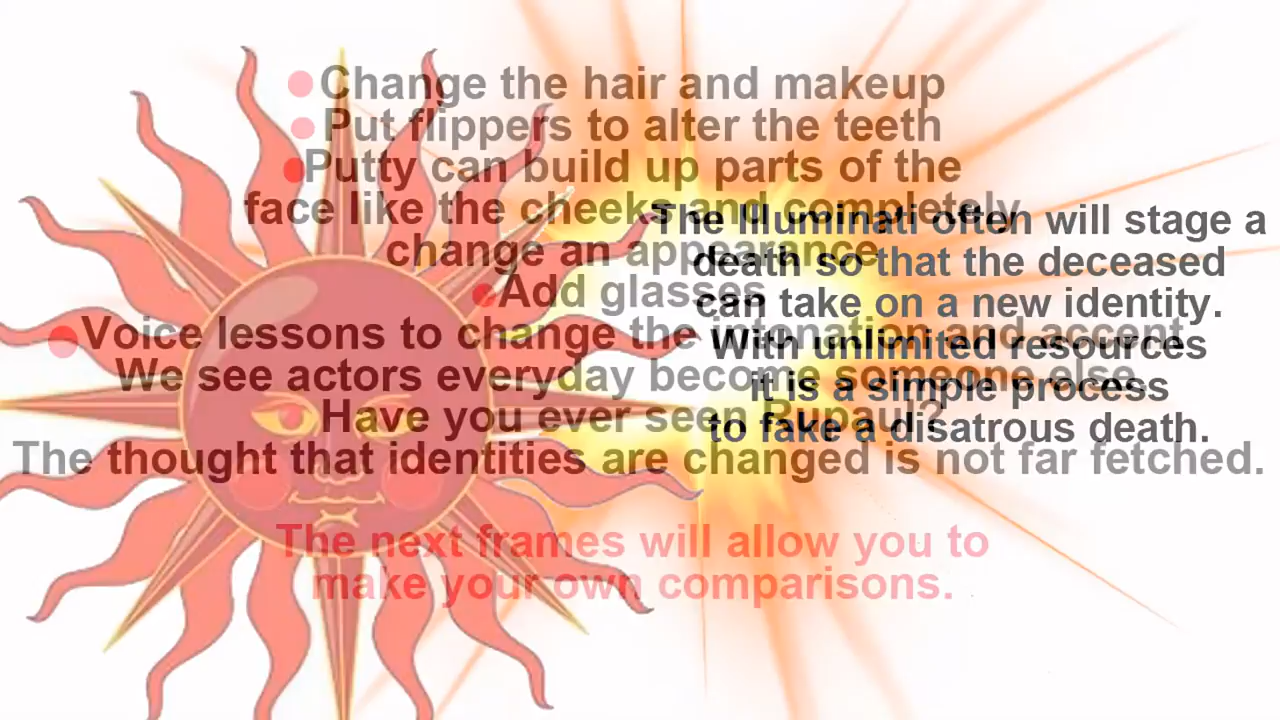 Change the hair and makeup
Put flippers to alter the teeth
Putty can build up parts of the
face like the cheeks and completely
change an appearance
Add glasses
Voice lessons to change the intonation and accent
We see actors everyday become someone else
Have you ever seen Rupaul?
The thought that identities are changed is not far fetched.
The next frames will allow you to
make your own comparisons.
The Illuminati often will stage a
death so that the deceased
can take on a new identity.
With unlimited resources
it is a simple process
to fake a disatrous death.